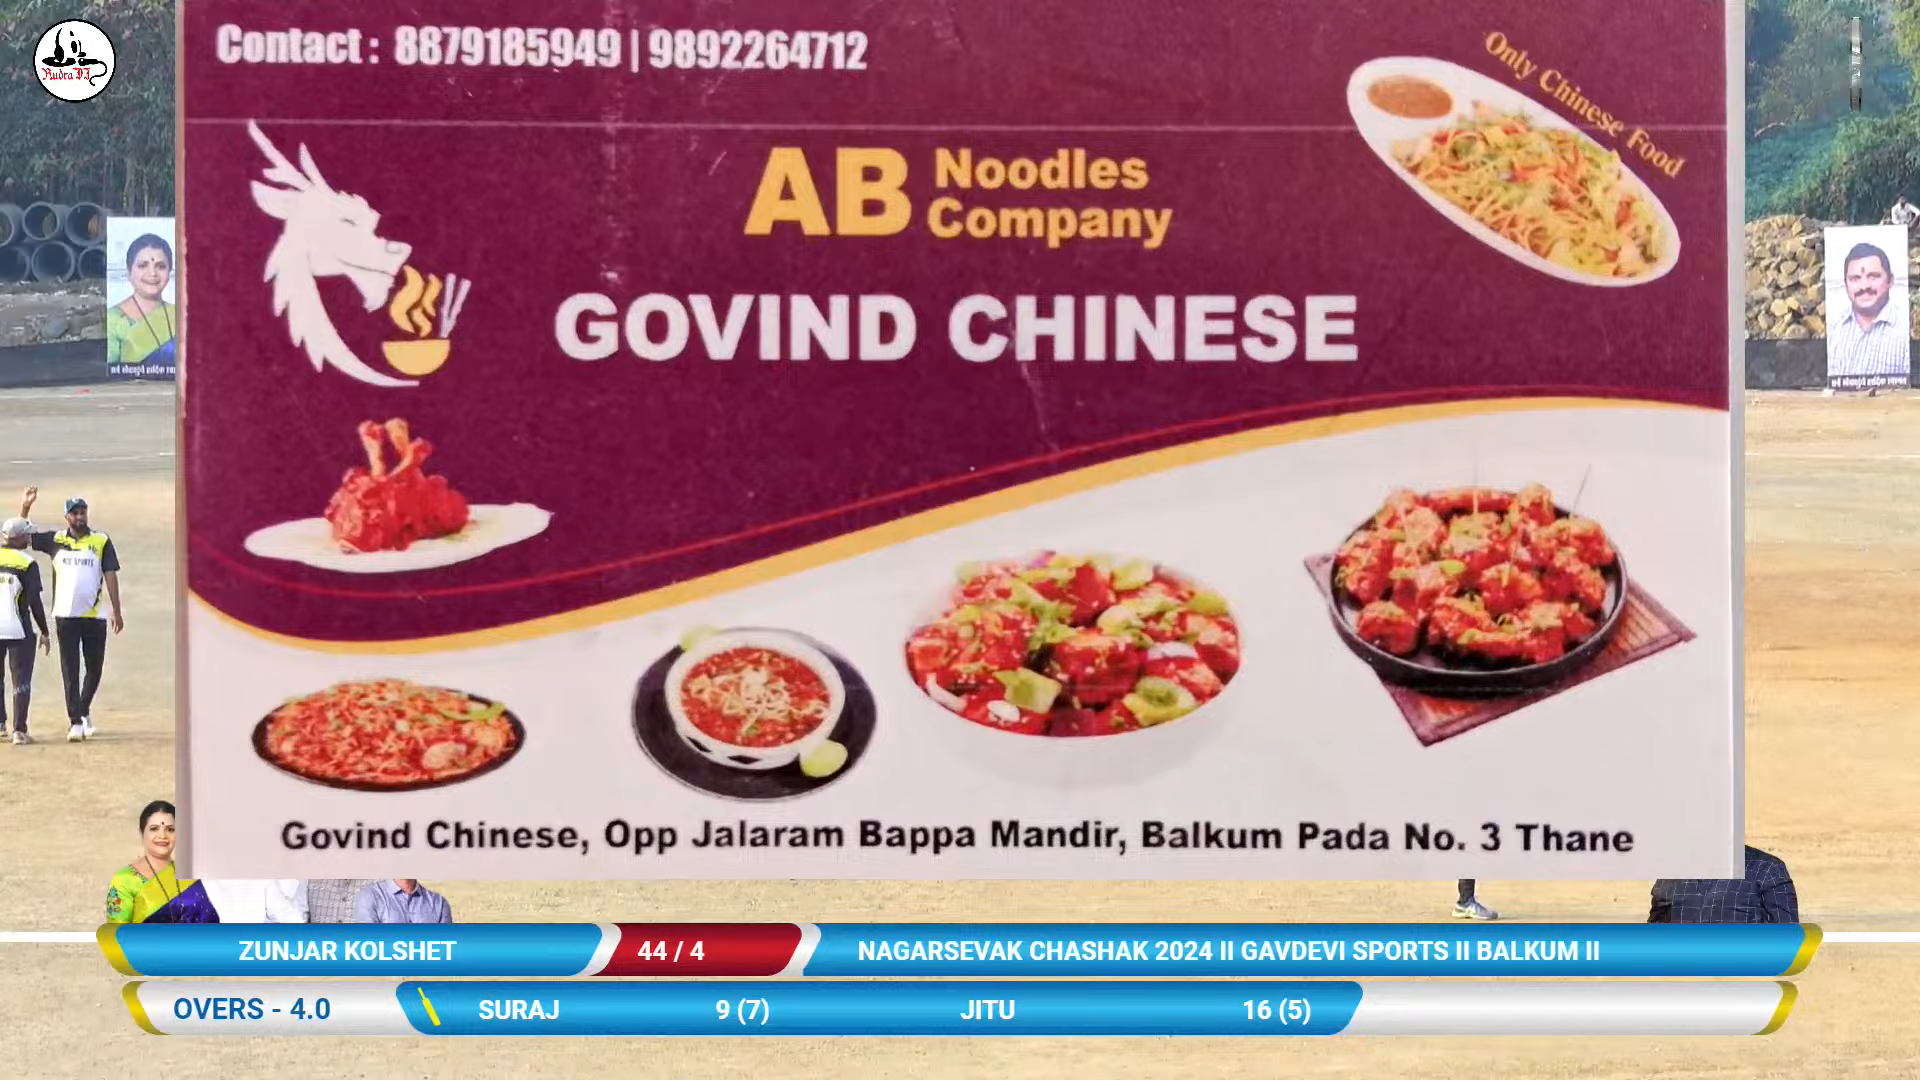 Rudra DJ
Contact : 8879185949 | 9892264712
Only Chinese Food
AB Noodles
Company
GOVIND CHINESE
Govind Chinese, Opp Jalaram Bappa Mandir, Balkum Pada No. 3 Thane
ZUNJAR KOLSHET
44 / 4
NAGARSEVAK CHASHAK 2024 II GAVDEVI SPORTS II BALKUM II
OVERS - 4.0
SURAJ 9 (7) JITU 16 (5)